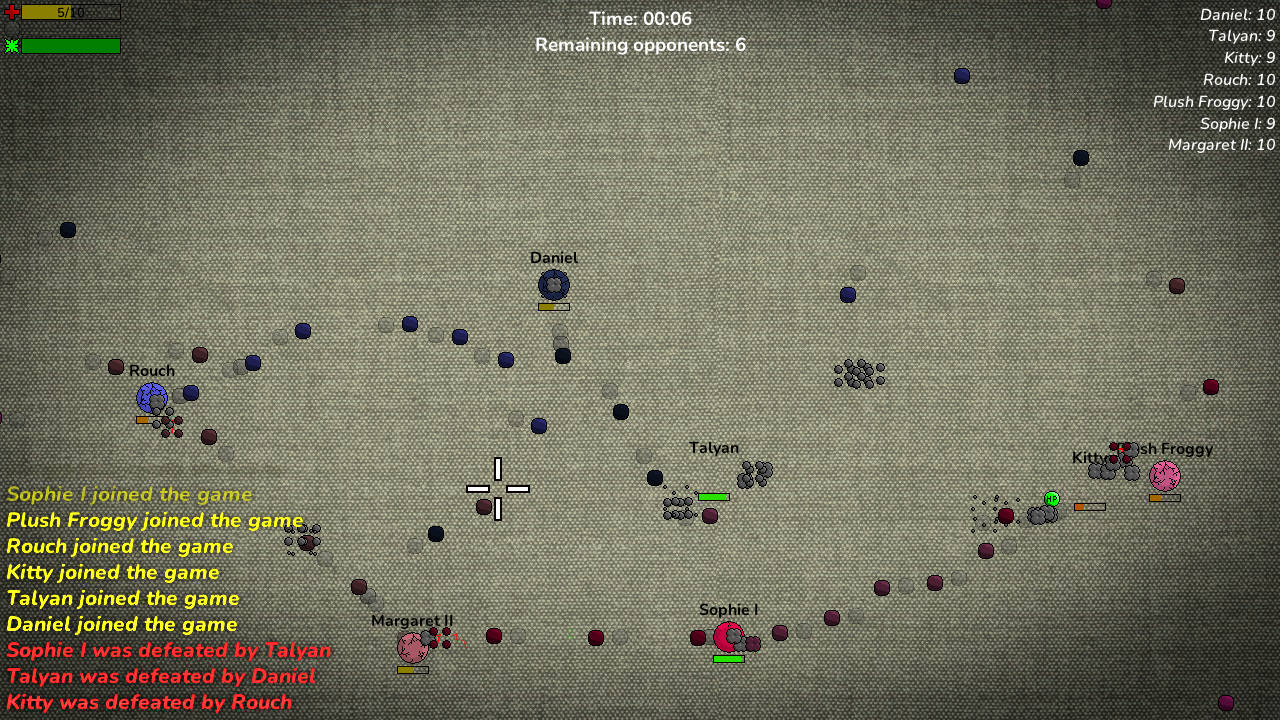 5/10
Time: 00:06
Remaining opponents: 6
Daniel: 10
Talyan: 9
Kitty: 9
Rouch: 10
Plush Froggy: 10
Sophie I: 9
Margaret II: 10
Daniel
Rouch
Talyan
Kitty
sh Froggy
Sophie I
Margaret II
Sophie I joined the game
Plush Froggy joined the game
Rouch joined the game
Kitty joined the game
Talyan joined the game
Daniel joined the game
Sophie I was defeated by Talyan
Talyan was defeated by Daniel
Kitty was defeated by Rouch